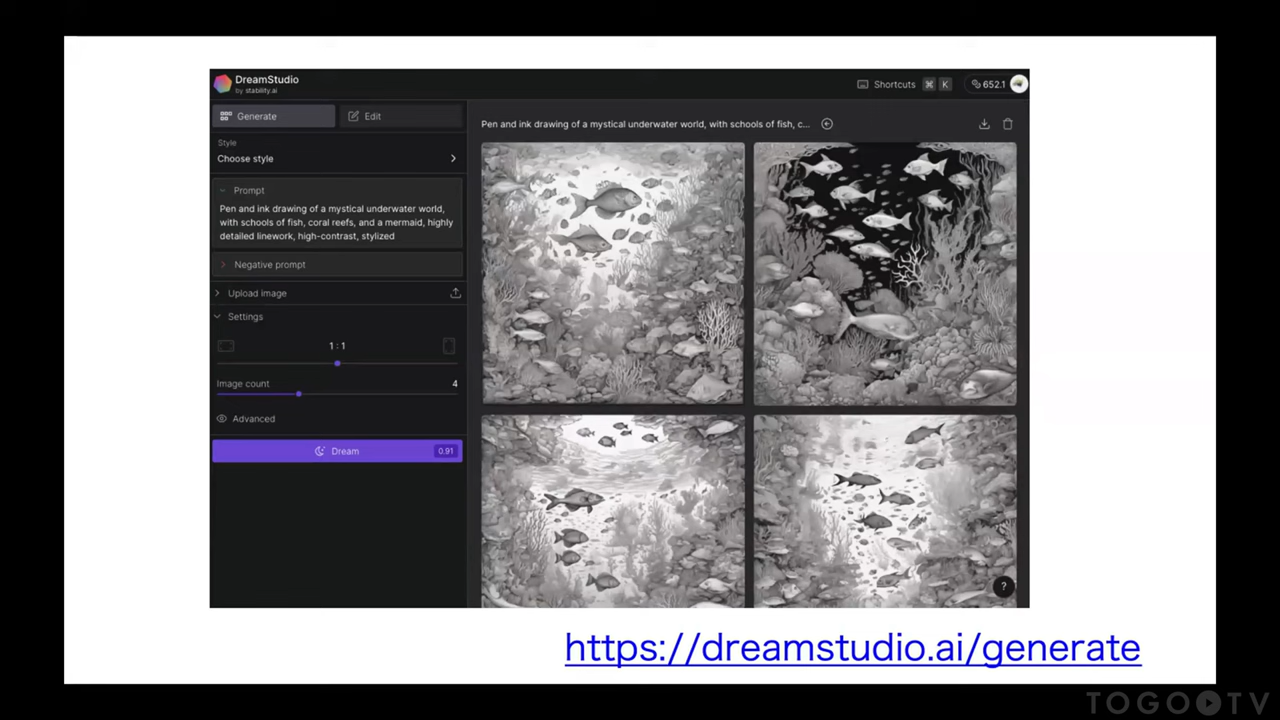 DreamStudio
by stability.ai
Shortcuts ⌘ K
652.1
Generate
Edit
Pen and ink drawing of a mystical underwater world, with schools of fish, c...
Style
Choose style
Prompt
Pen and ink drawing of a mystical underwater world,
with schools of fish, coral reefs, and a mermaid, highly
detailed linework, high-contrast, stylized
Negative prompt
Upload image
Settings
1 : 1
Image count 4
Advanced
Dream 0.91
?
https://dreamstudio.ai/generate
TOGO TV